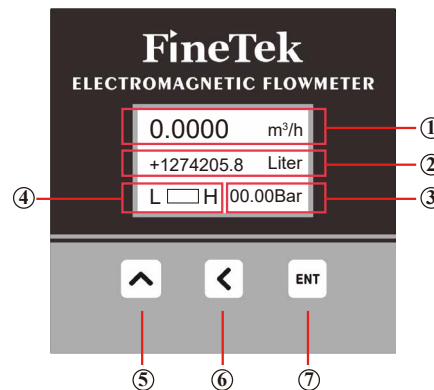 FineTek
ELECTROMAGNETIC FLOWMETER
0.0000 m³/h ①
+1274205.8 Liter ②
④ L H 00.00Bar ③
ENT
⑤ ⑥ ⑦